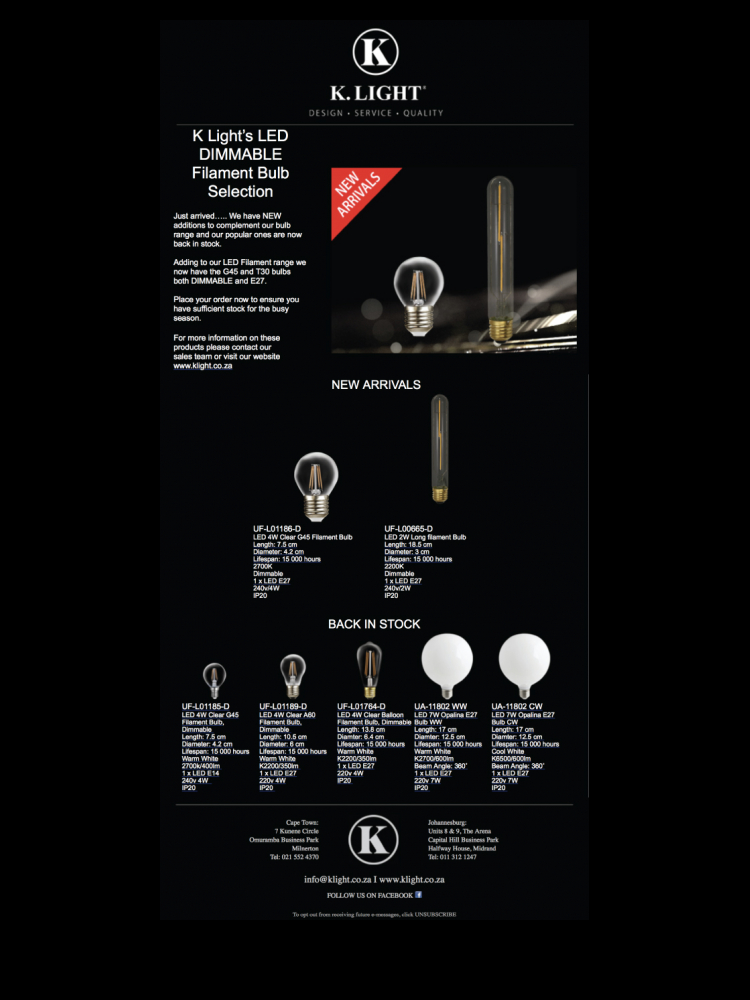 K
K. LIGHT
DESIGN • SERVICE • QUALITY
K Light's LED
DIMMABLE
Filament Bulb
Selection
Just arrived….. We have NEW
additions to complement our bulb
range and our popular ones are now
back in stock.
Adding to our LED Filament range we
now have the G45 and T30 bulbs
both DIMMABLE and E27.
Place your order now to ensure you
have sufficient stock for the busy
season.
For more information on these
products please contact our
sales team or visit our website
www.klight.co.za
NEW
ARRIVALS
NEW ARRIVALS
UF-L01186-D
LED 4W Clear G45 Filament Bulb
Length: 7.5 cm
Diameter: 4.2 cm
Lifespan: 15 000 hours
2700K
Dimmable
1 x LED E27
240v/4W
IP20
UF-L00665-D
LED 2W Long filament Bulb
Length: 18.5 cm
Diameter: 3 cm
Lifespan: 15 000 hours
2200K
Dimmable
1 x LED E27
240v/2W
IP20
BACK IN STOCK
UF-L01185-D
LED 4W Clear G45
Filament Bulb,
Dimmable
Length: 7.5 cm
Diameter: 4.2 cm
Lifespan: 15 000 hours
Warm White
2700k/400lm
1 x LED E14
240v 4W
IP20
UF-L01189-D
LED 4W Clear A60
Filament Bulb,
Dimmable
Length: 10.5 cm
Diameter: 6 cm
Lifespan: 15 000 hours
Warm White
K2200/350lm
1 x LED E27
220v 4W
IP20
UF-L01764-D
LED 4W Clear Balloon
Filament Bulb, Dimmable
Length: 13.8 cm
Diamter: 6.4 cm
Lifespan: 15 000 hours
Warm White
K2200/350lm
1 x LED E27
220v 4W
IP20
UA-11802 WW
LED 7W Opalina E27
Bulb WW
Length: 17 cm
Diamter: 12.5 cm
Lifespan: 15 000 hours
Warm White
K2700/600lm
Beam Angle: 360˚
1 x LED E27
220v 7W
IP20
UA-11802 CW
LED 7W Opalina E27
Bulb CW
Length: 17 cm
Diamter: 12.5 cm
Lifespan: 15 000 hours
Cool White
K6500/600lm
Beam Angle: 360˚
1 x LED E27
220v 7W
IP20
Cape Town:
7 Kunene Circle
Omuramba Business Park
Milnerton
Tel: 021 552 4370
K
Johannesburg:
Units 8 & 9, The Arena
Capital Hill Business Park
Halfway House, Midrand
Tel: 011 312 1247
info@klight.co.za I www.klight.co.za
FOLLOW US ON FACEBOOK f
To opt out from receiving future e-messages, click UNSUBSCRIBE